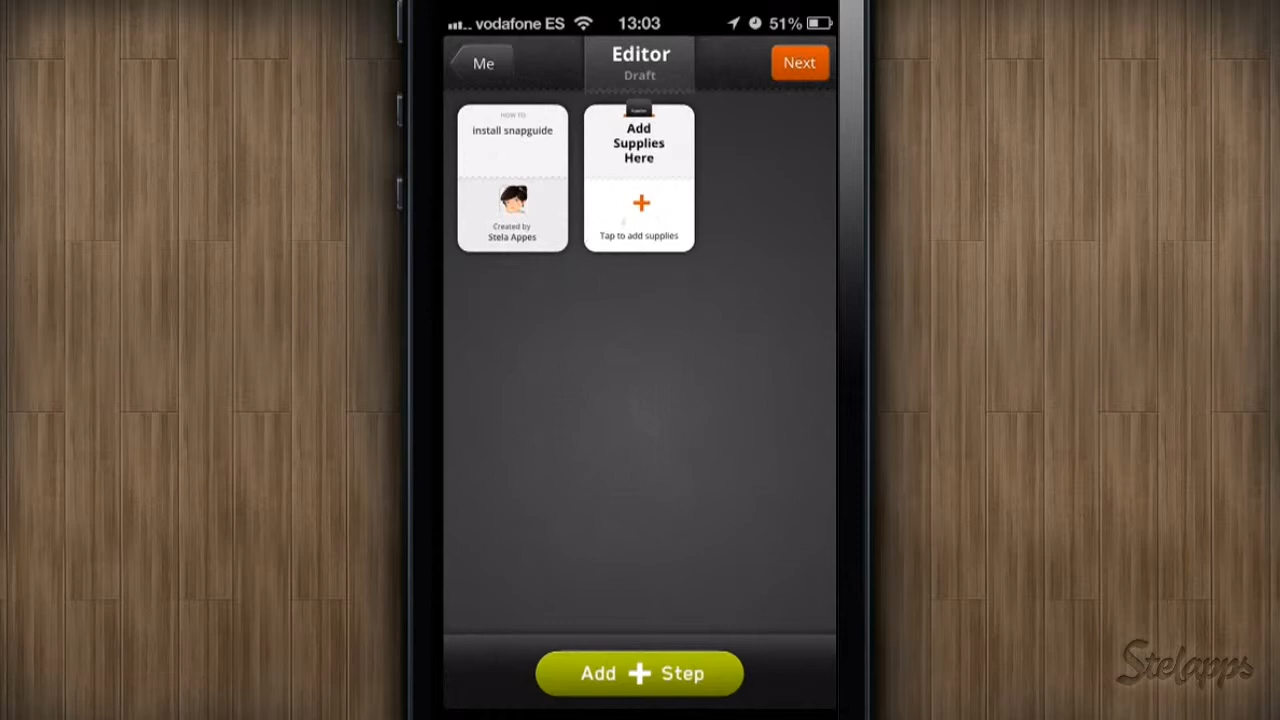 vodafone ES 13:03 51%
Me
Editor
Draft
Next
HOW TO
install snapguide
Created by
Stela Appes
Supplies
Add
Supplies
Here
Tap to add supplies
Add + Step
Stelapps